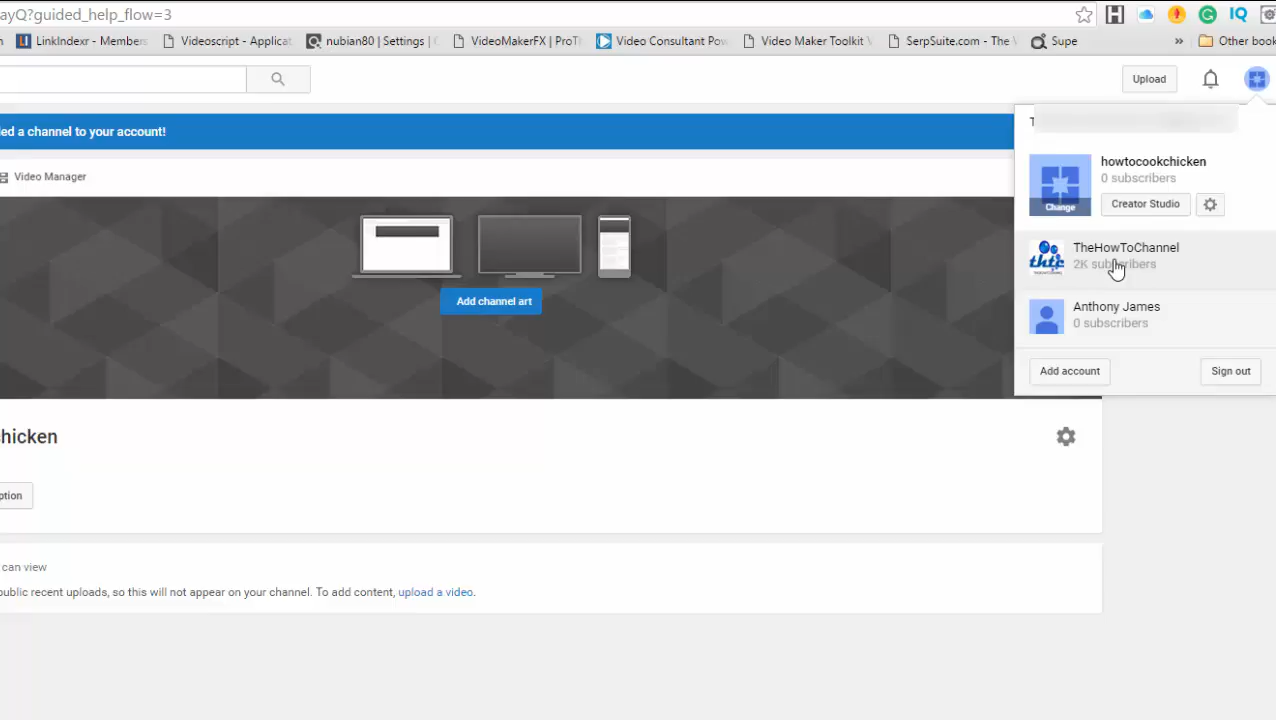 ayQ?guided_help_flow=3
LinkIndexr - Members
Videoscript - Applicat
nubian80 | Settings |
VideoMakerFX | ProT
Video Consultant Pow
Video Maker Toolkit
SerpSuite.com - The
Supe
» Other book
Upload
ed a channel to your account!
Video Manager
howtocookchicken
0 subscribers
Change
Creator Studio
TheHowToChannel
2K subscribers
thtc
Anthony James
0 subscribers
Add account
Sign out
Add channel art
hicken
ption
can view
public recent uploads, so this will not appear on your channel. To add content, upload a video.